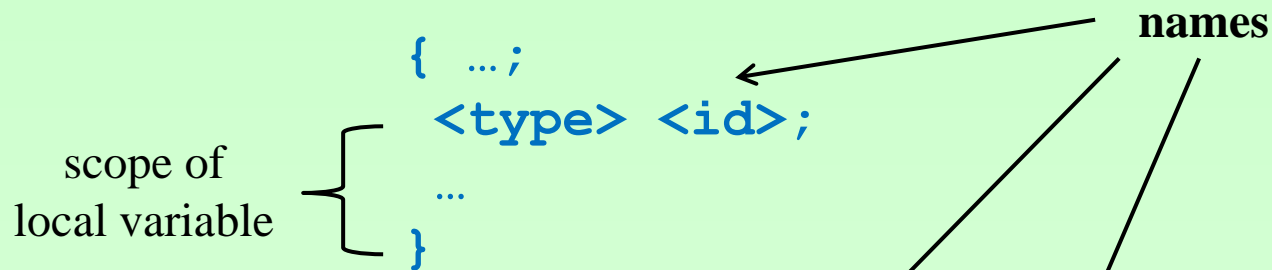 names
{ …;
<type> <id>;
scope of
local variable
…
}